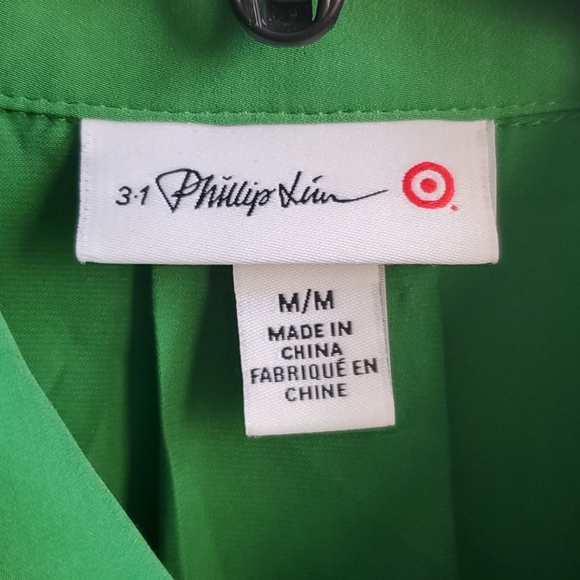 3.1 Phillip Lim
M/M
MADE IN
CHINA
FABRIQUÉ EN
CHINE